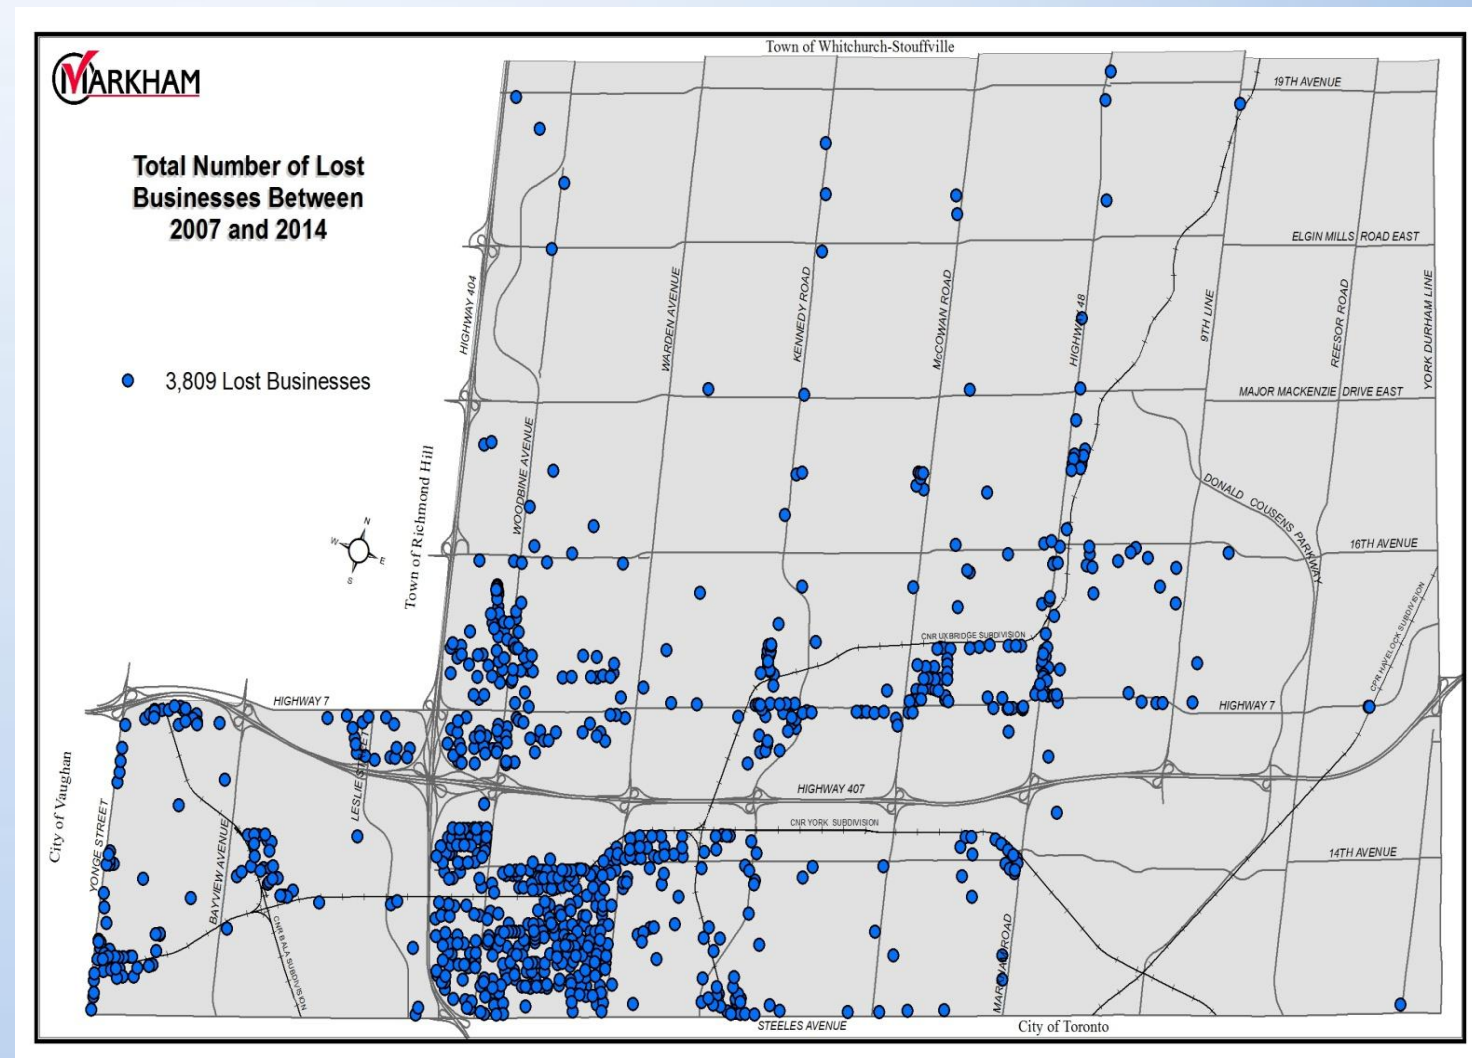 Town of Whitchurch-Stouffville
MARKHAM
19TH AVENUE
Total Number of Lost
Businesses Between
2007 and 2014
ELGIN MILLS ROAD EAST
HIGHWAY 404
WARDEN AVENUE
KENNEDY ROAD
McCOWAN ROAD
HIGHWAY 48
9TH LINE
REESOR ROAD
YORK DURHAM LINE
3,809 Lost Businesses
MAJOR MACKENZIE DRIVE EAST
Town of Richmond Hill
WOODBINE AVENUE
DONALD COUSENS PARKWAY
N
W
E
S
16TH AVENUE
CNR UXBRIDGE SUBDIVISION
CPR HAVELOCK SUBDIVISION
HIGHWAY 7
HIGHWAY 7
City of Vaughan
LESLIE STREET
HIGHWAY 407
YONGE STREET
BAYVIEW AVENUE
CNR YORK SUBDIVISION
14TH AVENUE
CNR BALA SUBDIVISION
ROAD
STEELES AVENUE
City of Toronto